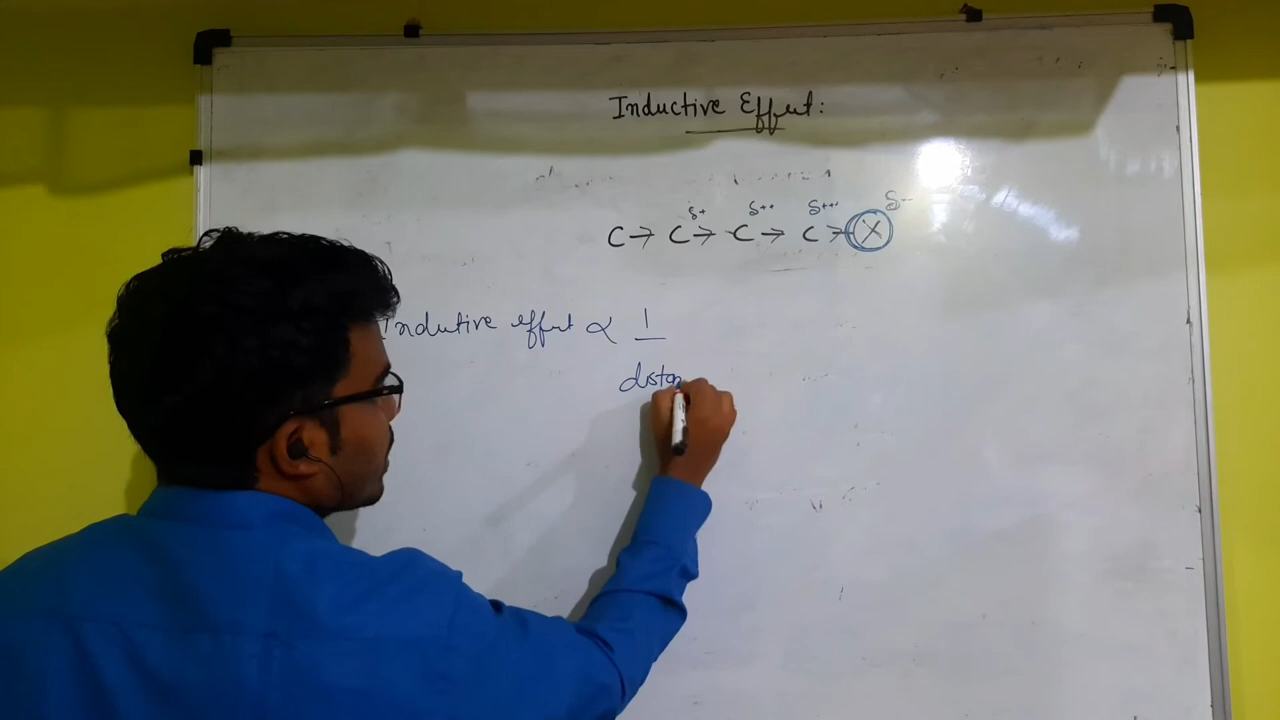 Inductive Effect:
δ+ δ++ δ+++ δ--
C → C → C → C → X
Inductive effect ∝ 1
distan